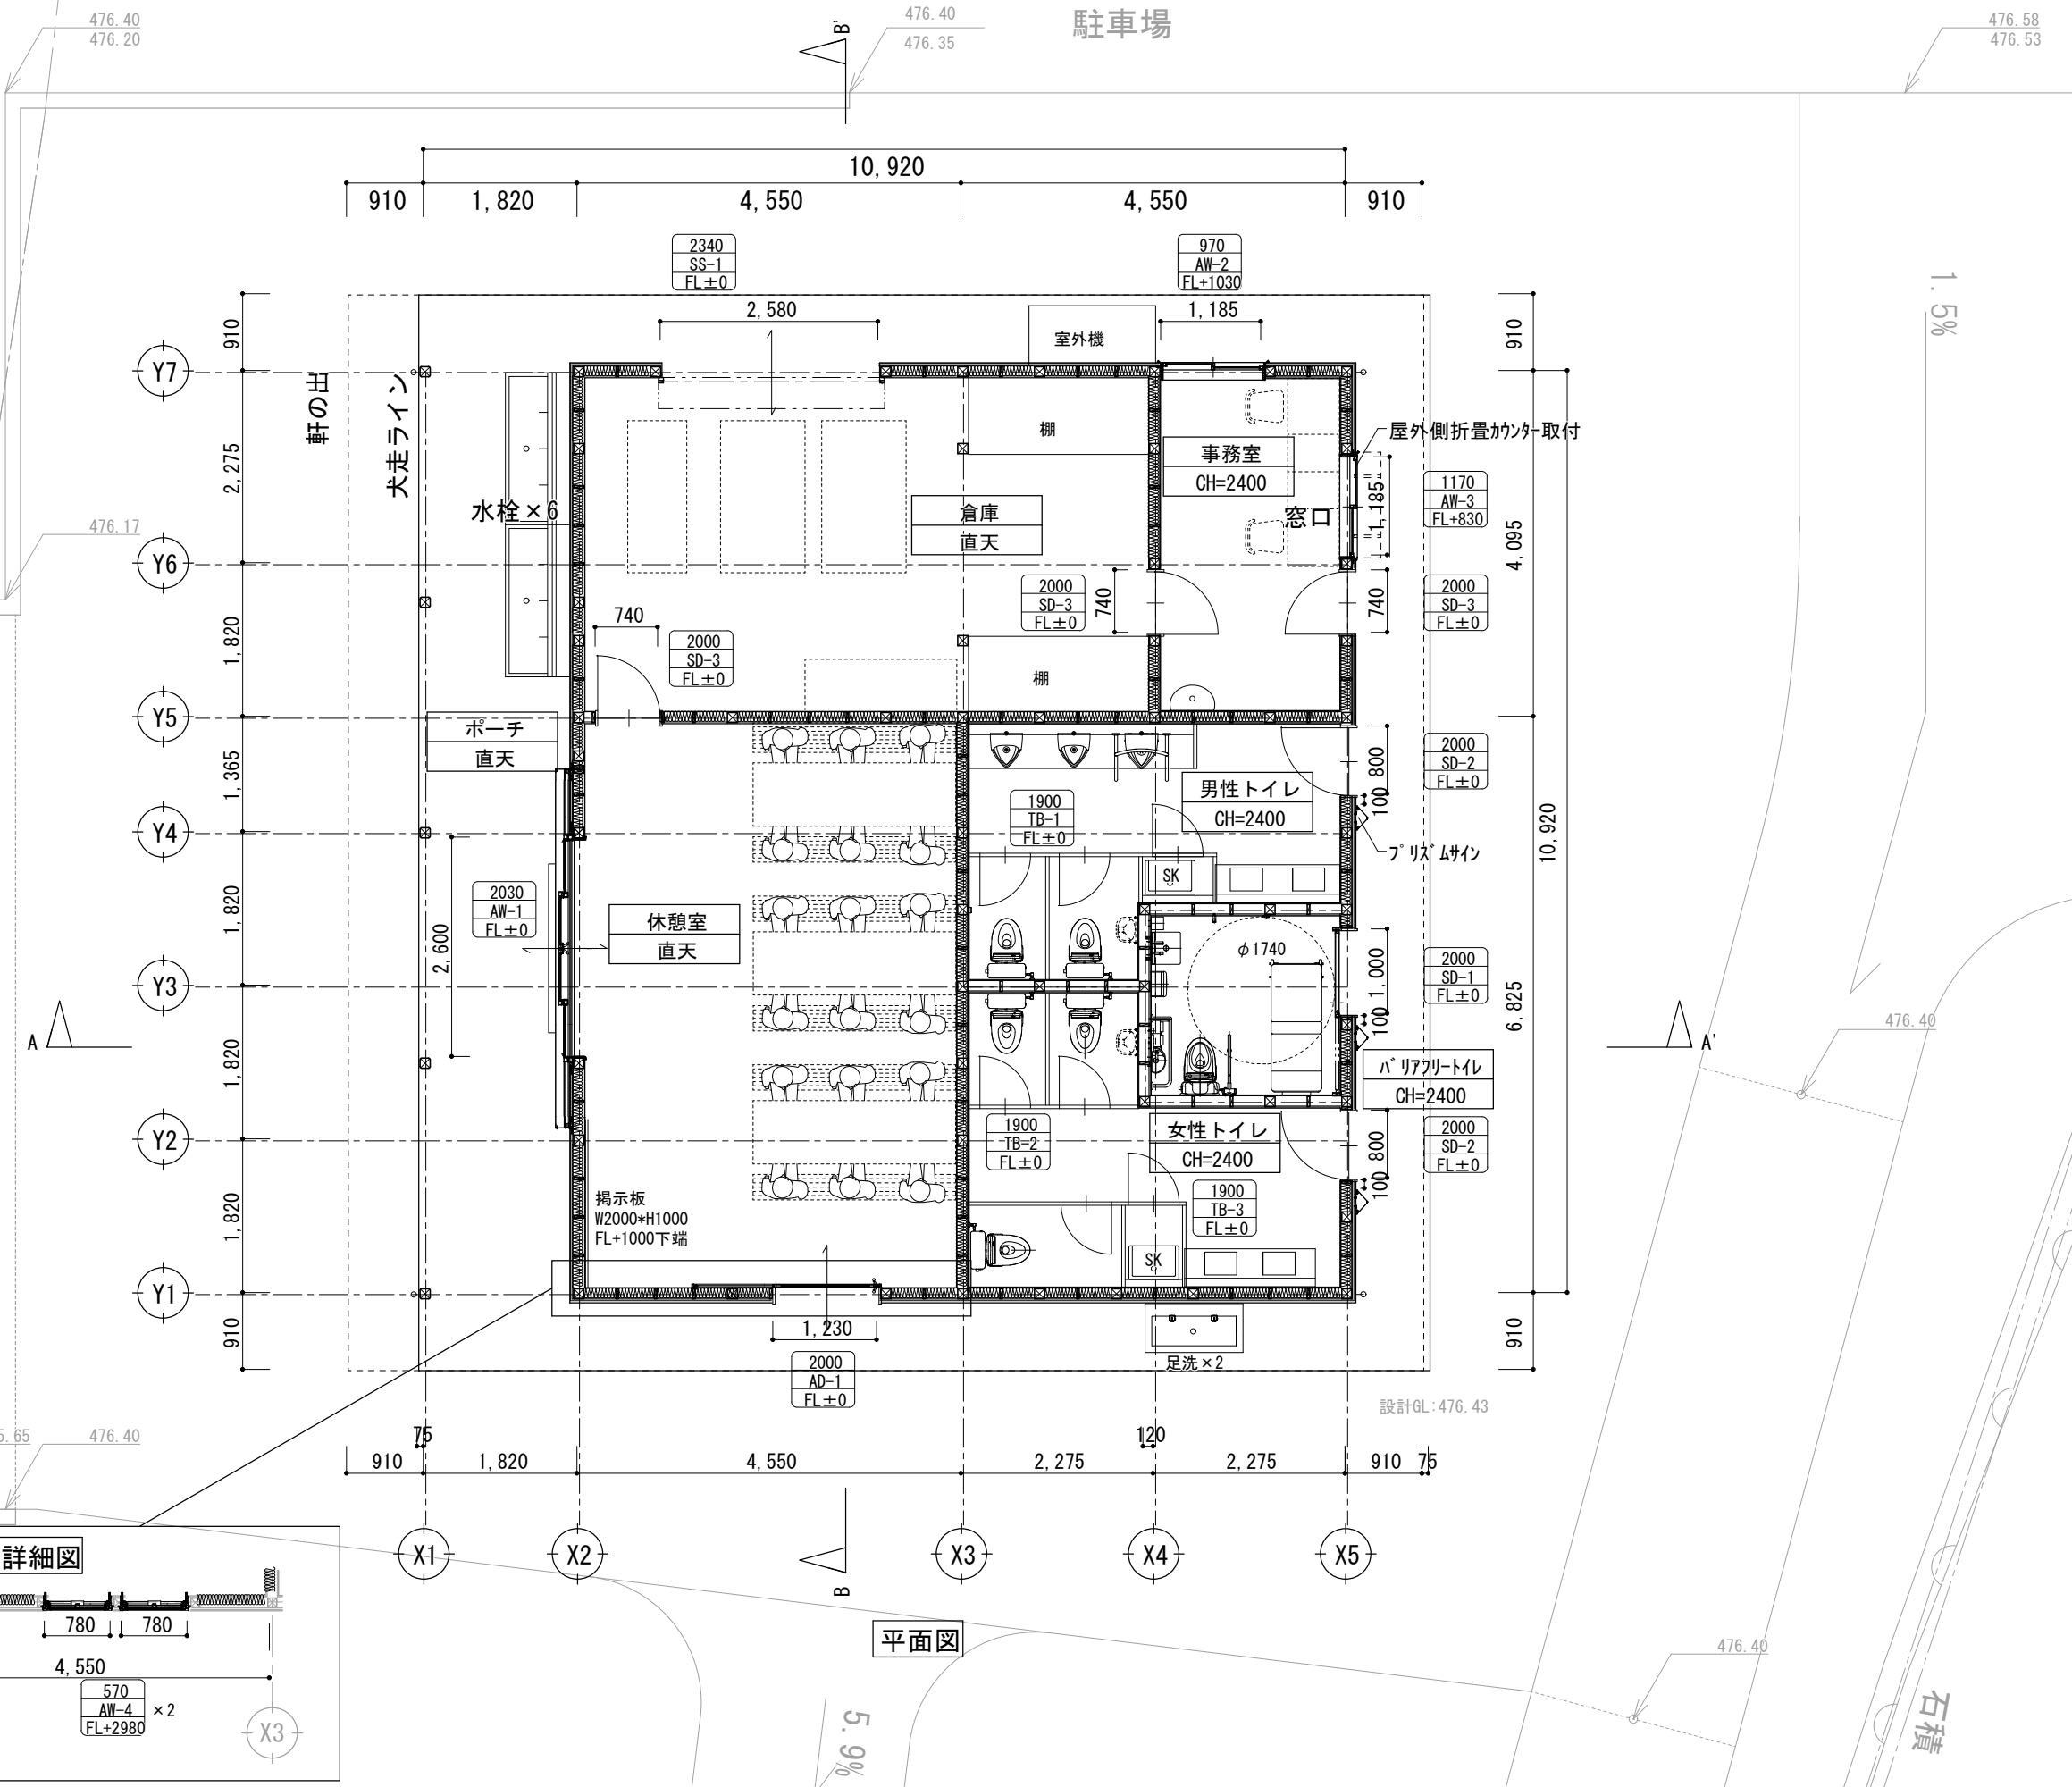 476.40
476.20
B'
476.40
476.35
駐車場
476.58
476.53
10,920
910
1,820
4,550
4,550
910
2340
SS-1
FL±0
970
AW-2
FL+1030
1.5%
910
2,580
室外機
1,185
910
Y7
軒の出
犬走ライン
棚
事務室
CH=2400
屋外側折畳カウンター取付
2,275
水栓×6
倉庫
直天
窓口
1,185
1170
AW-3
FL+830
476.17
4,095
Y6
740
2000
SD-3
FL±0
2000
SD-3
FL±0
740
740
2000
SD-3
FL±0
1,820
棚
Y5
ポーチ
直天
1,365
男性トイレ
CH=2400
800
100
2000
SD-2
FL±0
1900
TB-1
FL±0
プリズムサイン
10,920
Y4
SK
2030
AW-1
FL±0
休憩室
直天
1,820
2,600
φ1740
1,000
100
2000
SD-1
FL±0
Y3
6,825
476.40
A
A'
1,820
バリアフリートイレ
CH=2400
1900
TB-2
FL±0
女性トイレ
CH=2400
800
100
2000
SD-2
FL±0
Y2
1900
TB-3
FL±0
掲示板
W2000*H1000
FL+1000下端
1,820
SK
Y1
910
1,230
足洗×2
910
2000
AD-1
FL±0
設計GL:476.43
5.65
476.40
75
120
910
1,820
4,550
2,275
2,275
910
75
X1
X2
X3
X4
X5
B
詳細図
780
780
4,550
570
AW-4
FL+2980
×2
X3
平面図
5.9%
476.40
石積